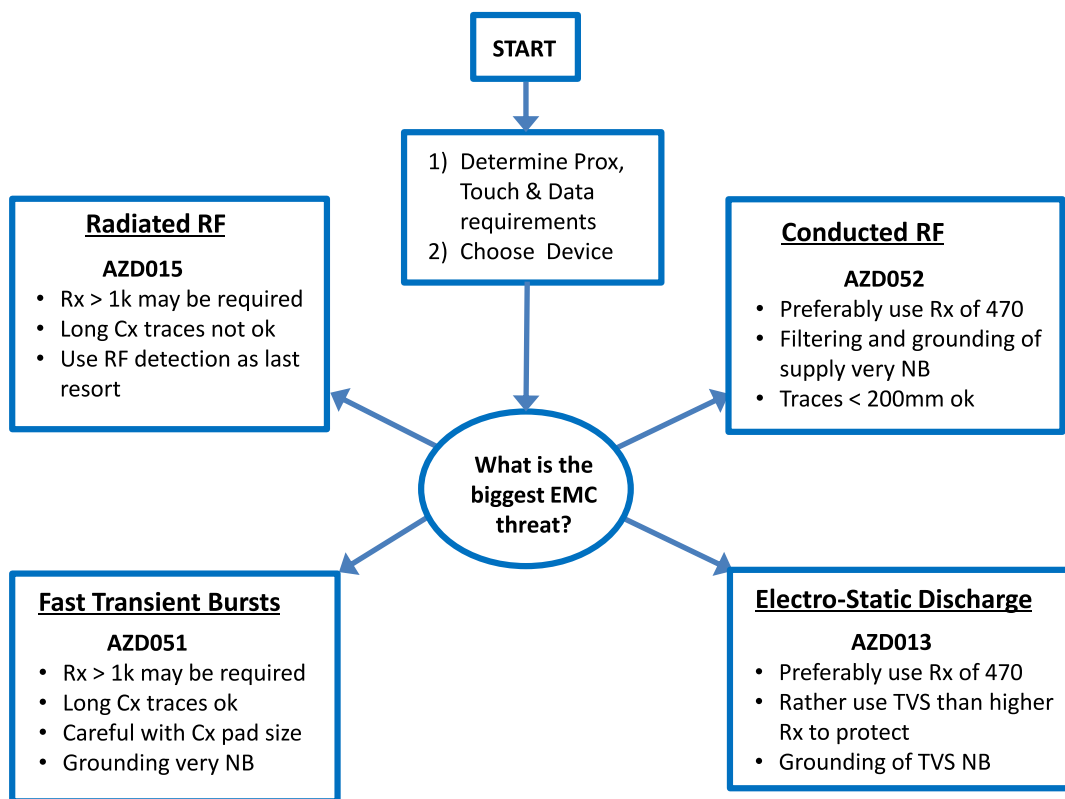 START
1) Determine Prox,
Touch & Data
requirements
2) Choose Device
Radiated RF
AZD015
• Rx > 1k may be required
• Long Cx traces not ok
• Use RF detection as last
resort
Conducted RF
AZD052
• Preferably use Rx of 470
• Filtering and grounding of
supply very NB
• Traces < 200mm ok
What is the
biggest EMC
threat?
Fast Transient Bursts
AZD051
• Rx > 1k may be required
• Long Cx traces ok
• Careful with Cx pad size
• Grounding very NB
Electro-Static Discharge
AZD013
• Preferably use Rx of 470
• Rather use TVS than higher
Rx to protect
• Grounding of TVS NB